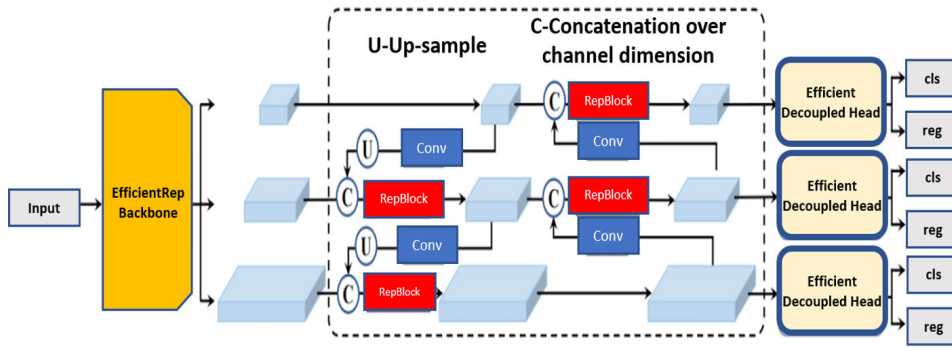 U-Up-sample
C-Concatenation over
channel dimension
Input
EfficientRep
Backbone
C
RepBlock
Conv
U
Conv
C
RepBlock
C
RepBlock
Conv
U
Conv
C
RepBlock
Efficient
Decoupled Head
cls
reg
Efficient
Decoupled Head
cls
reg
Efficient
Decoupled Head
cls
reg